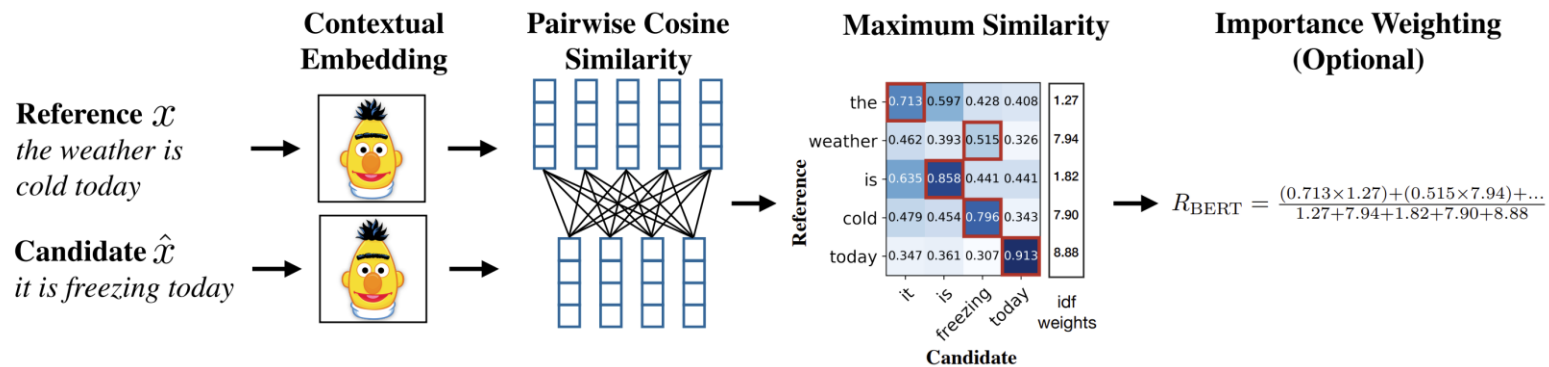 Contextual
Embedding
Pairwise Cosine
Similarity
Maximum Similarity
Importance Weighting
(Optional)
Reference x
the weather is
cold today
Candidate x̂
it is freezing today
Reference
the 0.713 0.597 0.428 0.408 1.27
weather 0.462 0.393 0.515 0.326 7.94
is 0.635 0.858 0.441 0.441 1.82
cold 0.479 0.454 0.796 0.343 7.90
today 0.347 0.361 0.307 0.913 8.88
it is freezing today
idf
weights
Candidate
R_BERT = (0.713×1.27)+(0.515×7.94)+... / 1.27+7.94+1.82+7.90+8.88